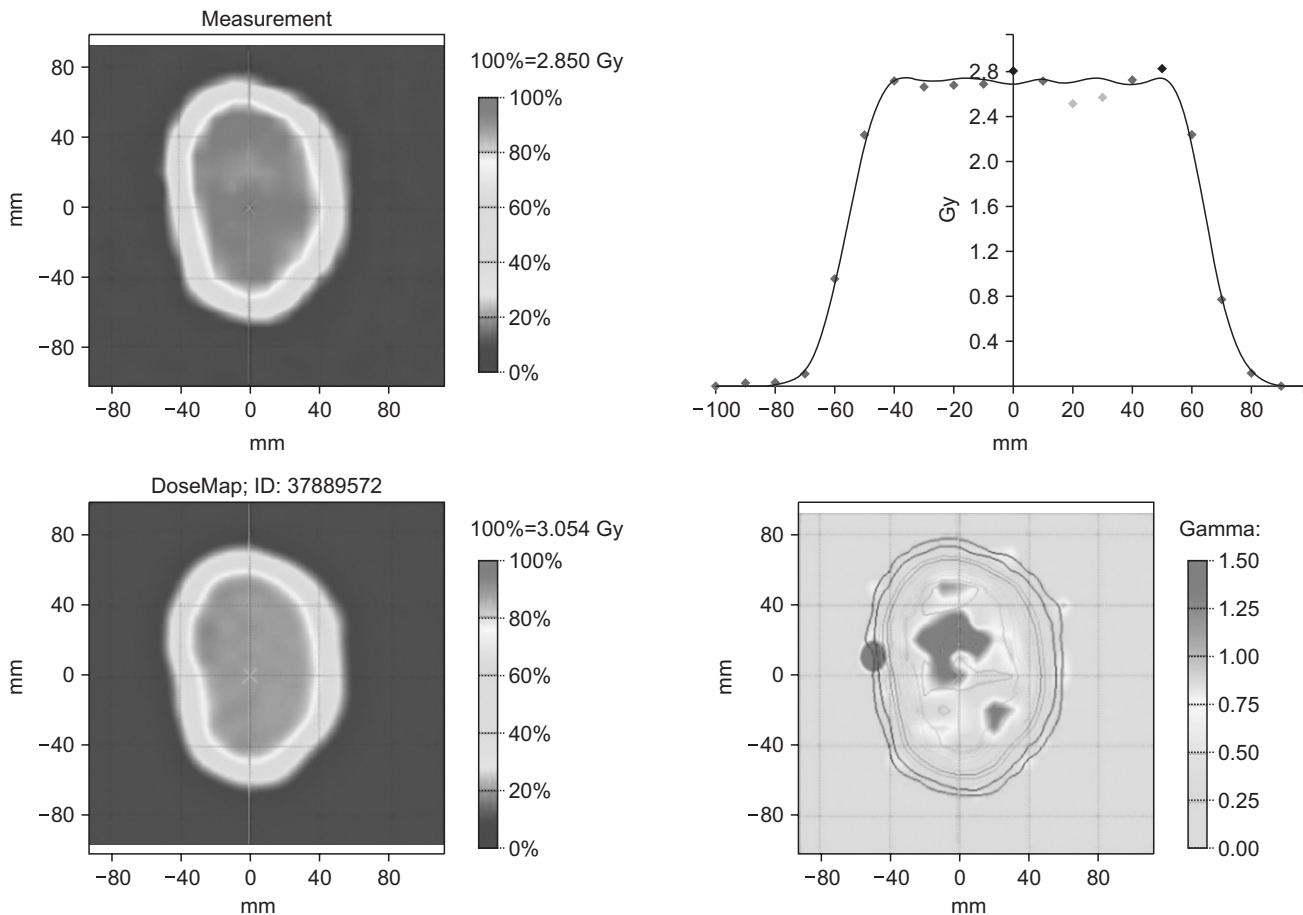 Measurement
100%=2.850 Gy
80
40
0
−40
−80
mm
−80 −40 0 40 80
mm
100%
80%
60%
40%
20%
0%
2.8
2.4
2.0
1.6
1.2
0.8
0.4
Gy
−100 −80 −60 −40 −20 0 20 40 60 80
mm
DoseMap; ID: 37889572
100%=3.054 Gy
80
40
0
−40
−80
mm
−80 −40 0 40 80
mm
100%
80%
60%
40%
20%
0%
80
40
0
−40
−80
mm
−80 −40 0 40 80
mm
Gamma:
1.50
1.25
1.00
0.75
0.50
0.25
0.00